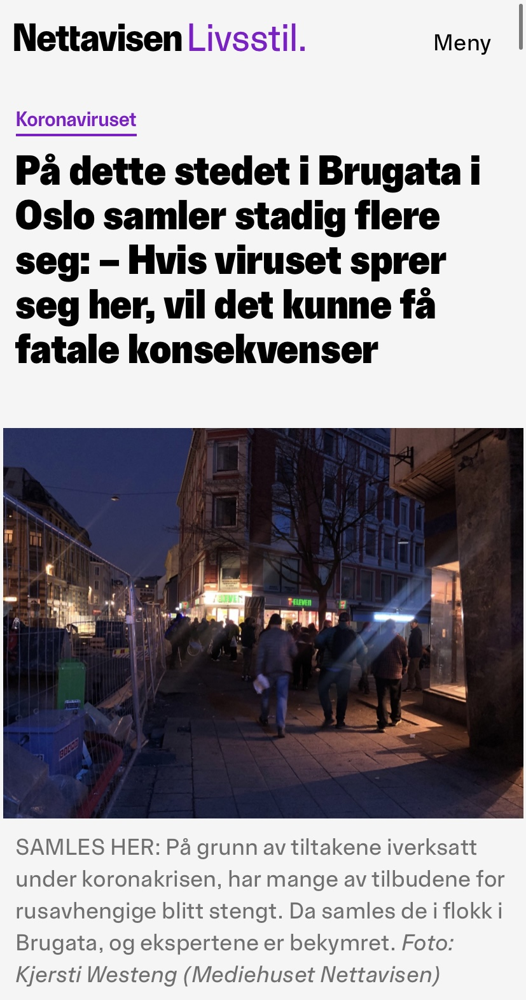 Nettavisen Livsstil.
Meny
Koronaviruset
På dette stedet i Brugata i
Oslo samler stadig flere
seg: – Hvis viruset sprer
seg her, vil det kunne få
fatale konsekvenser
7-ELEVEN
SAMLES HER: På grunn av tiltakene iverksatt
under koronakrisen, har mange av tilbudene for
rusavhengige blitt stengt. Da samles de i flokk i
Brugata, og ekspertene er bekymret. Foto:
Kjersti Westeng (Mediehuset Nettavisen)